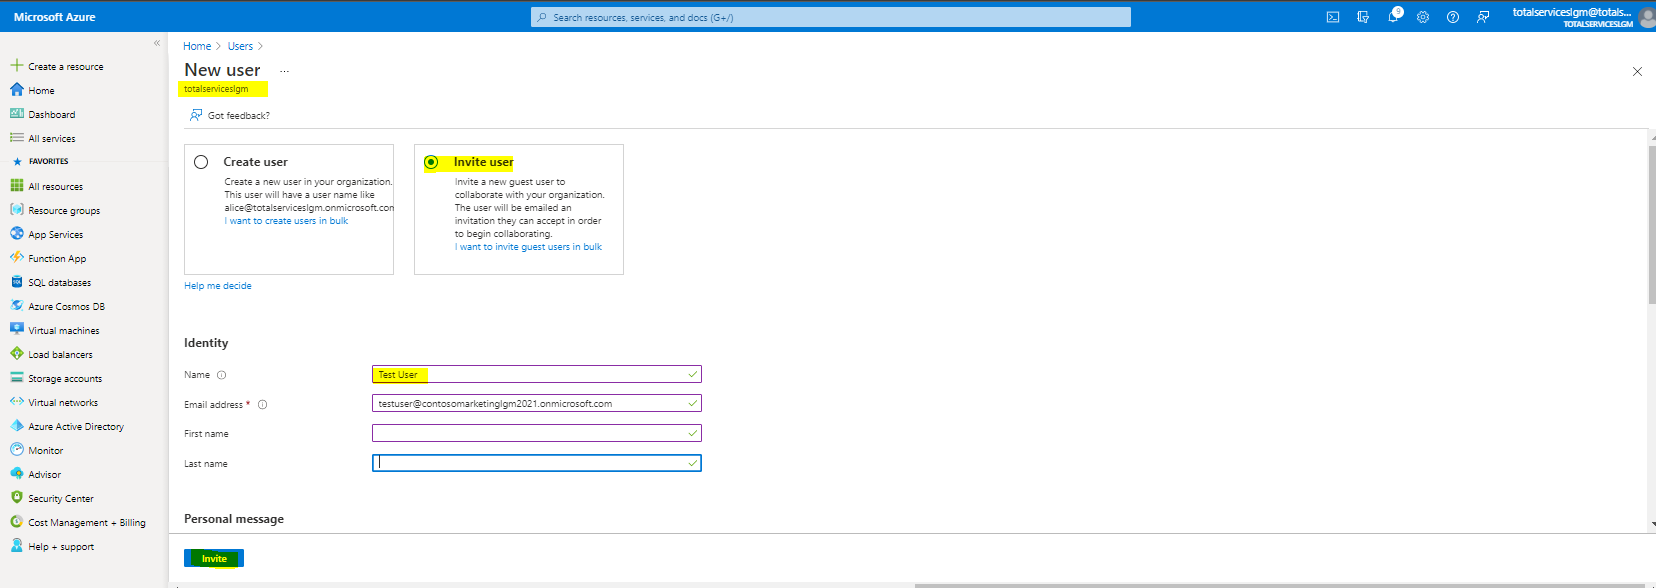 Microsoft Azure
Search resources, services, and docs (G+/)
9
totalserviceslgm@totals...
TOTALSERVICESLGM
«
Create a resource
Home
Dashboard
All services
FAVORITES
All resources
Resource groups
App Services
Function App
SQL databases
Azure Cosmos DB
Virtual machines
Load balancers
Storage accounts
Virtual networks
Azure Active Directory
Monitor
Advisor
Security Center
Cost Management + Billing
Help + support
Home > Users >
New user ...
totalserviceslgm
Got feedback?
Create user
Create a new user in your organization.
This user will have a user name like
alice@totalserviceslgm.onmicrosoft.com
I want to create users in bulk
Invite user
Invite a new guest user to
collaborate with your organization.
The user will be emailed an
invitation they can accept in order
to begin collaborating.
I want to invite guest users in bulk
Help me decide
Identity
Name
Test User
Email address *
testuser@contosomarketinglgm2021.onmicrosoft.com
First name
Last name
Personal message
Invite